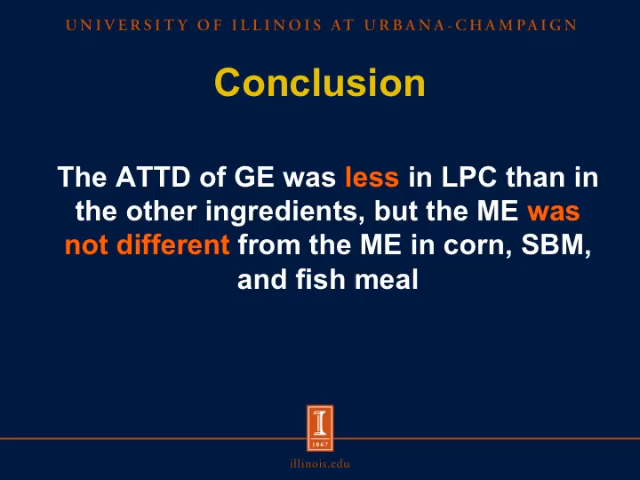 UNIVERSITY OF ILLINOIS AT URBANA-CHAMPAIGN
Conclusion
The ATTD of GE was less in LPC than in
the other ingredients, but the ME was
not different from the ME in corn, SBM,
and fish meal
I
1867
illinois.edu